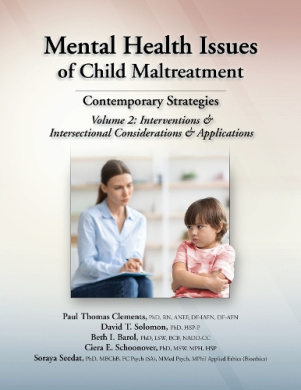 Mental Health Issues
of Child Maltreatment
Contemporary Strategies
Volume 2: Interventions &
Intersectional Considerations & Applications
Paul Thomas Clements, PhD, RN, ANEF, DF-IAFN, DF-AFN
David T. Solomon, PhD, HSP-P
Beth I. Barol, PhD, LSW, BCB, NADD-CC
Ciera E. Schoonover, PhD, MSW, MPH, HSP
Soraya Seedat, PhD, MBChB, FC Psych (SA), MMed Psych, MPhil Applied Ethics (Bioethics)